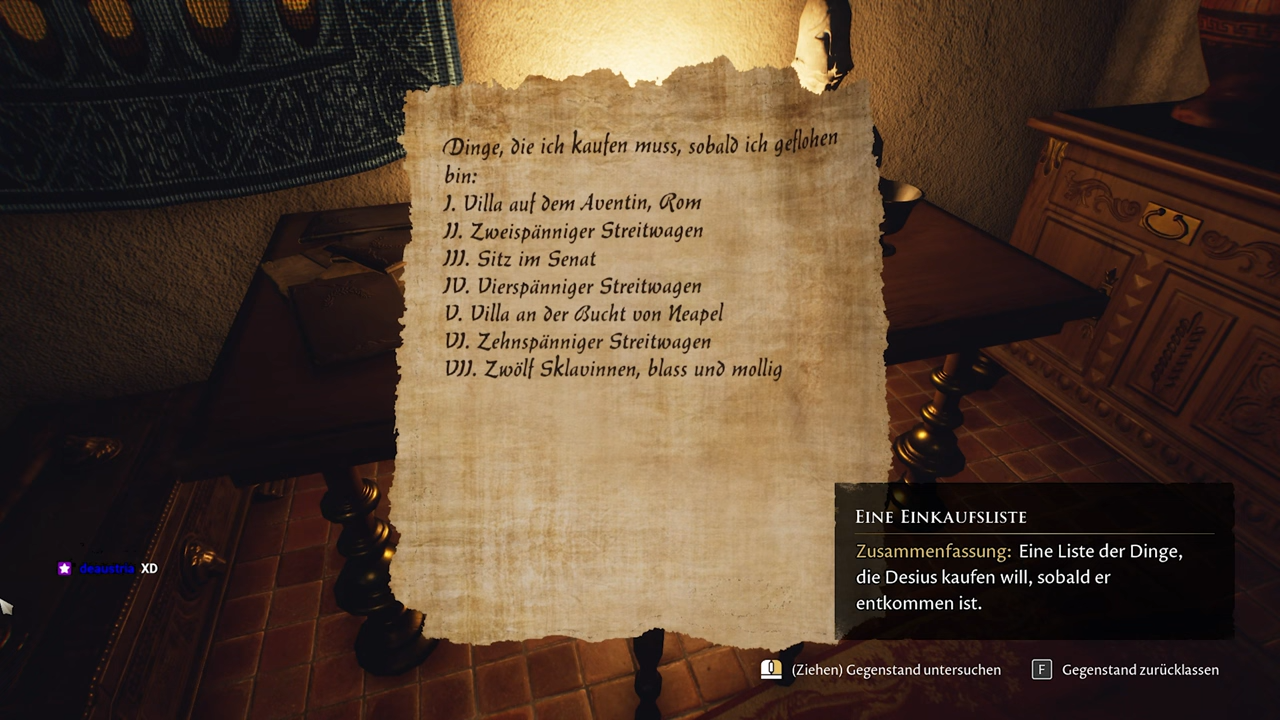 Dinge, die ich kaufen muss, sobald ich geflohen
bin:
I. Villa auf dem Aventin, Rom
II. Zweispänniger Streitwagen
III. Sitz im Senat
IV. Vierspänniger Streitwagen
V. Villa an der Bucht von Neapel
VI. Zehnspänniger Streitwagen
VII. Zwölf Sklavinnen, blass und mollig
EINE EINKAUFSLISTE
Zusammenfassung: Eine Liste der Dinge,
die Desius kaufen will, sobald er
entkommen ist.
deaustria XD
(Ziehen) Gegenstand untersuchen F Gegenstand zurücklassen